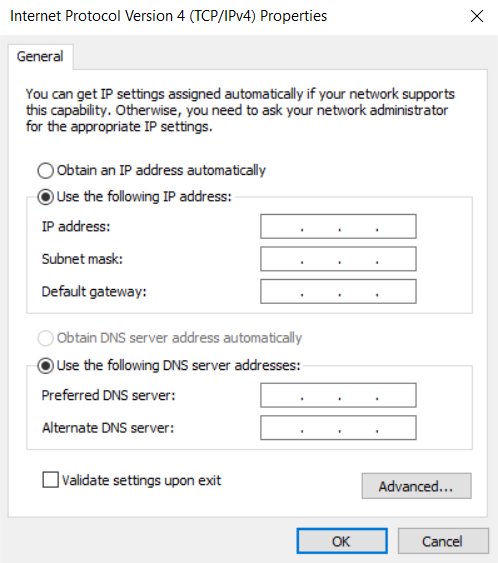 Internet Protocol Version 4 (TCP/IPv4) Properties
General
You can get IP settings assigned automatically if your network supports
this capability. Otherwise, you need to ask your network administrator
for the appropriate IP settings.
Obtain an IP address automatically
Use the following IP address:
IP address:
. . .
Subnet mask:
. . .
Default gateway:
. . .
Obtain DNS server address automatically
Use the following DNS server addresses:
Preferred DNS server:
. . .
Alternate DNS server:
. . .
Validate settings upon exit
Advanced...
OK
Cancel